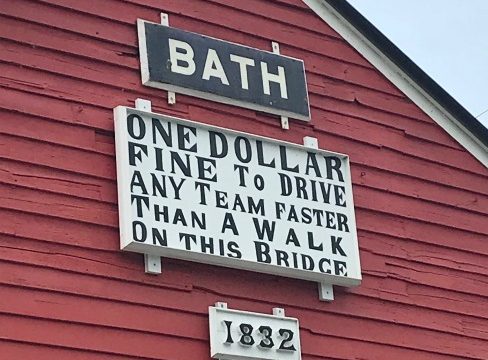 BATH
ONE DOLLAR
FINE TO DRIVE
ANY TEAM FASTER
THAN A WALK
ON THIS BRIDGE
1832